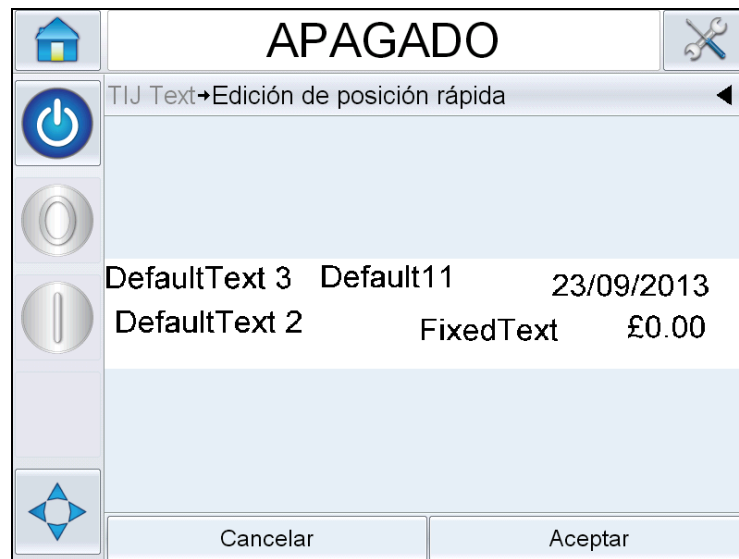 APAGADO
TIJ Text→Edición de posición rápida
DefaultText 3 Default11 23/09/2013
DefaultText 2 FixedText £0.00
Cancelar Aceptar